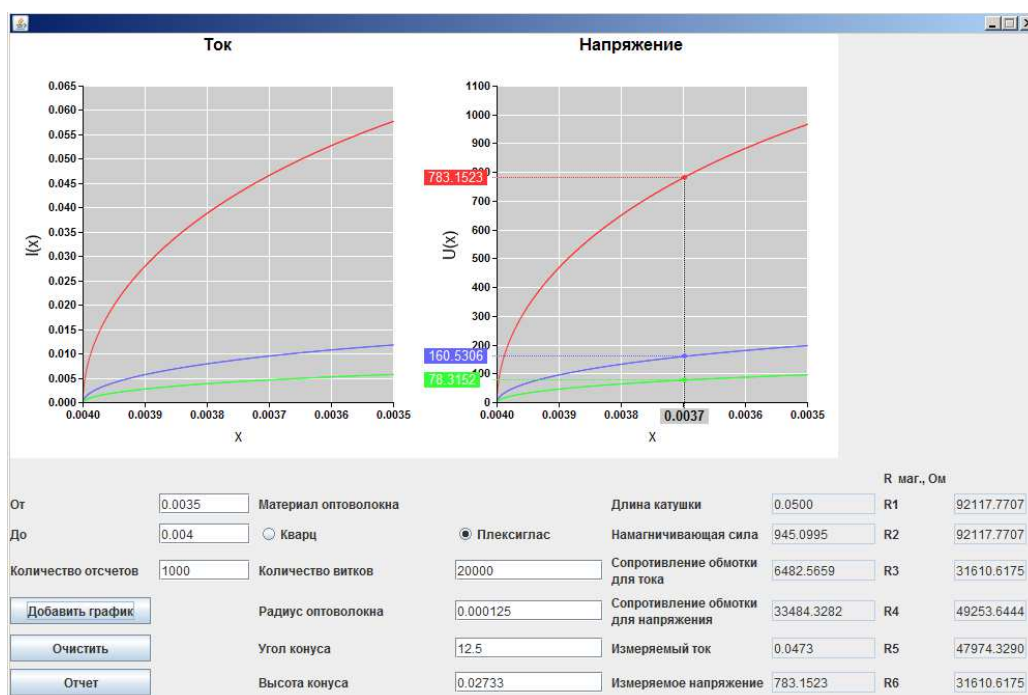 Ток
Напряжение
0.065
0.060
0.055
0.050
0.045
0.040
0.035
0.030
0.025
0.020
0.015
0.010
0.005
0.000
I(x)
0.0040 0.0039 0.0038 0.0037 0.0036 0.0035
X
1100
1000
900
800
783.1523
700
600
500
400
300
200
160.5306
100
78.3152
0
U(x)
0.0040 0.0039 0.0038 0.0037 0.0036 0.0035
X
R маг., Ом
От 0.0035 Материал оптоволокна Длина катушки 0.0500 R1 92117.7707
До 0.004 Кварц Плексиглас Намагничивающая сила 945.0995 R2 92117.7707
Количество отсчетов 1000 Количество витков 20000 Сопротивление обмотки для тока 6482.5659 R3 31610.6175
Добавить график Радиус оптоволокна 0.000125 Сопротивление обмотки для напряжения 33484.3282 R4 49253.6444
Очистить Угол конуса 12.5 Измеряемый ток 0.0473 R5 47974.3290
Отчет Высота конуса 0.02733 Измеряемое напряжение 783.1523 R6 31610.6175